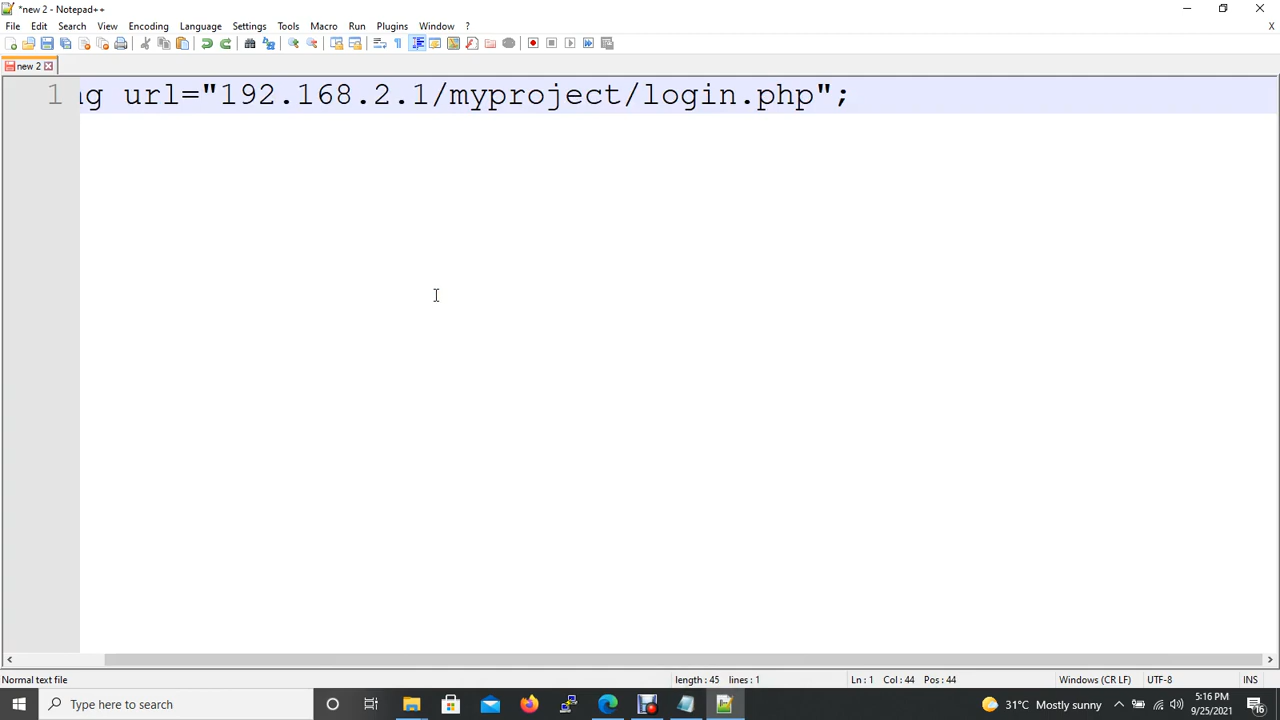 *new 2 - Notepad++
File Edit Search View Encoding Language Settings Tools Macro Run Plugins Window ? X
new 2
1 ng url="192.168.2.1/myproject/login.php";
Normal text file length : 45 lines : 1 Ln : 1 Col : 44 Pos : 44 Windows (CR LF) UTF-8 INS
Type here to search 31°C Mostly sunny 5:16 PM 9/25/2021 16